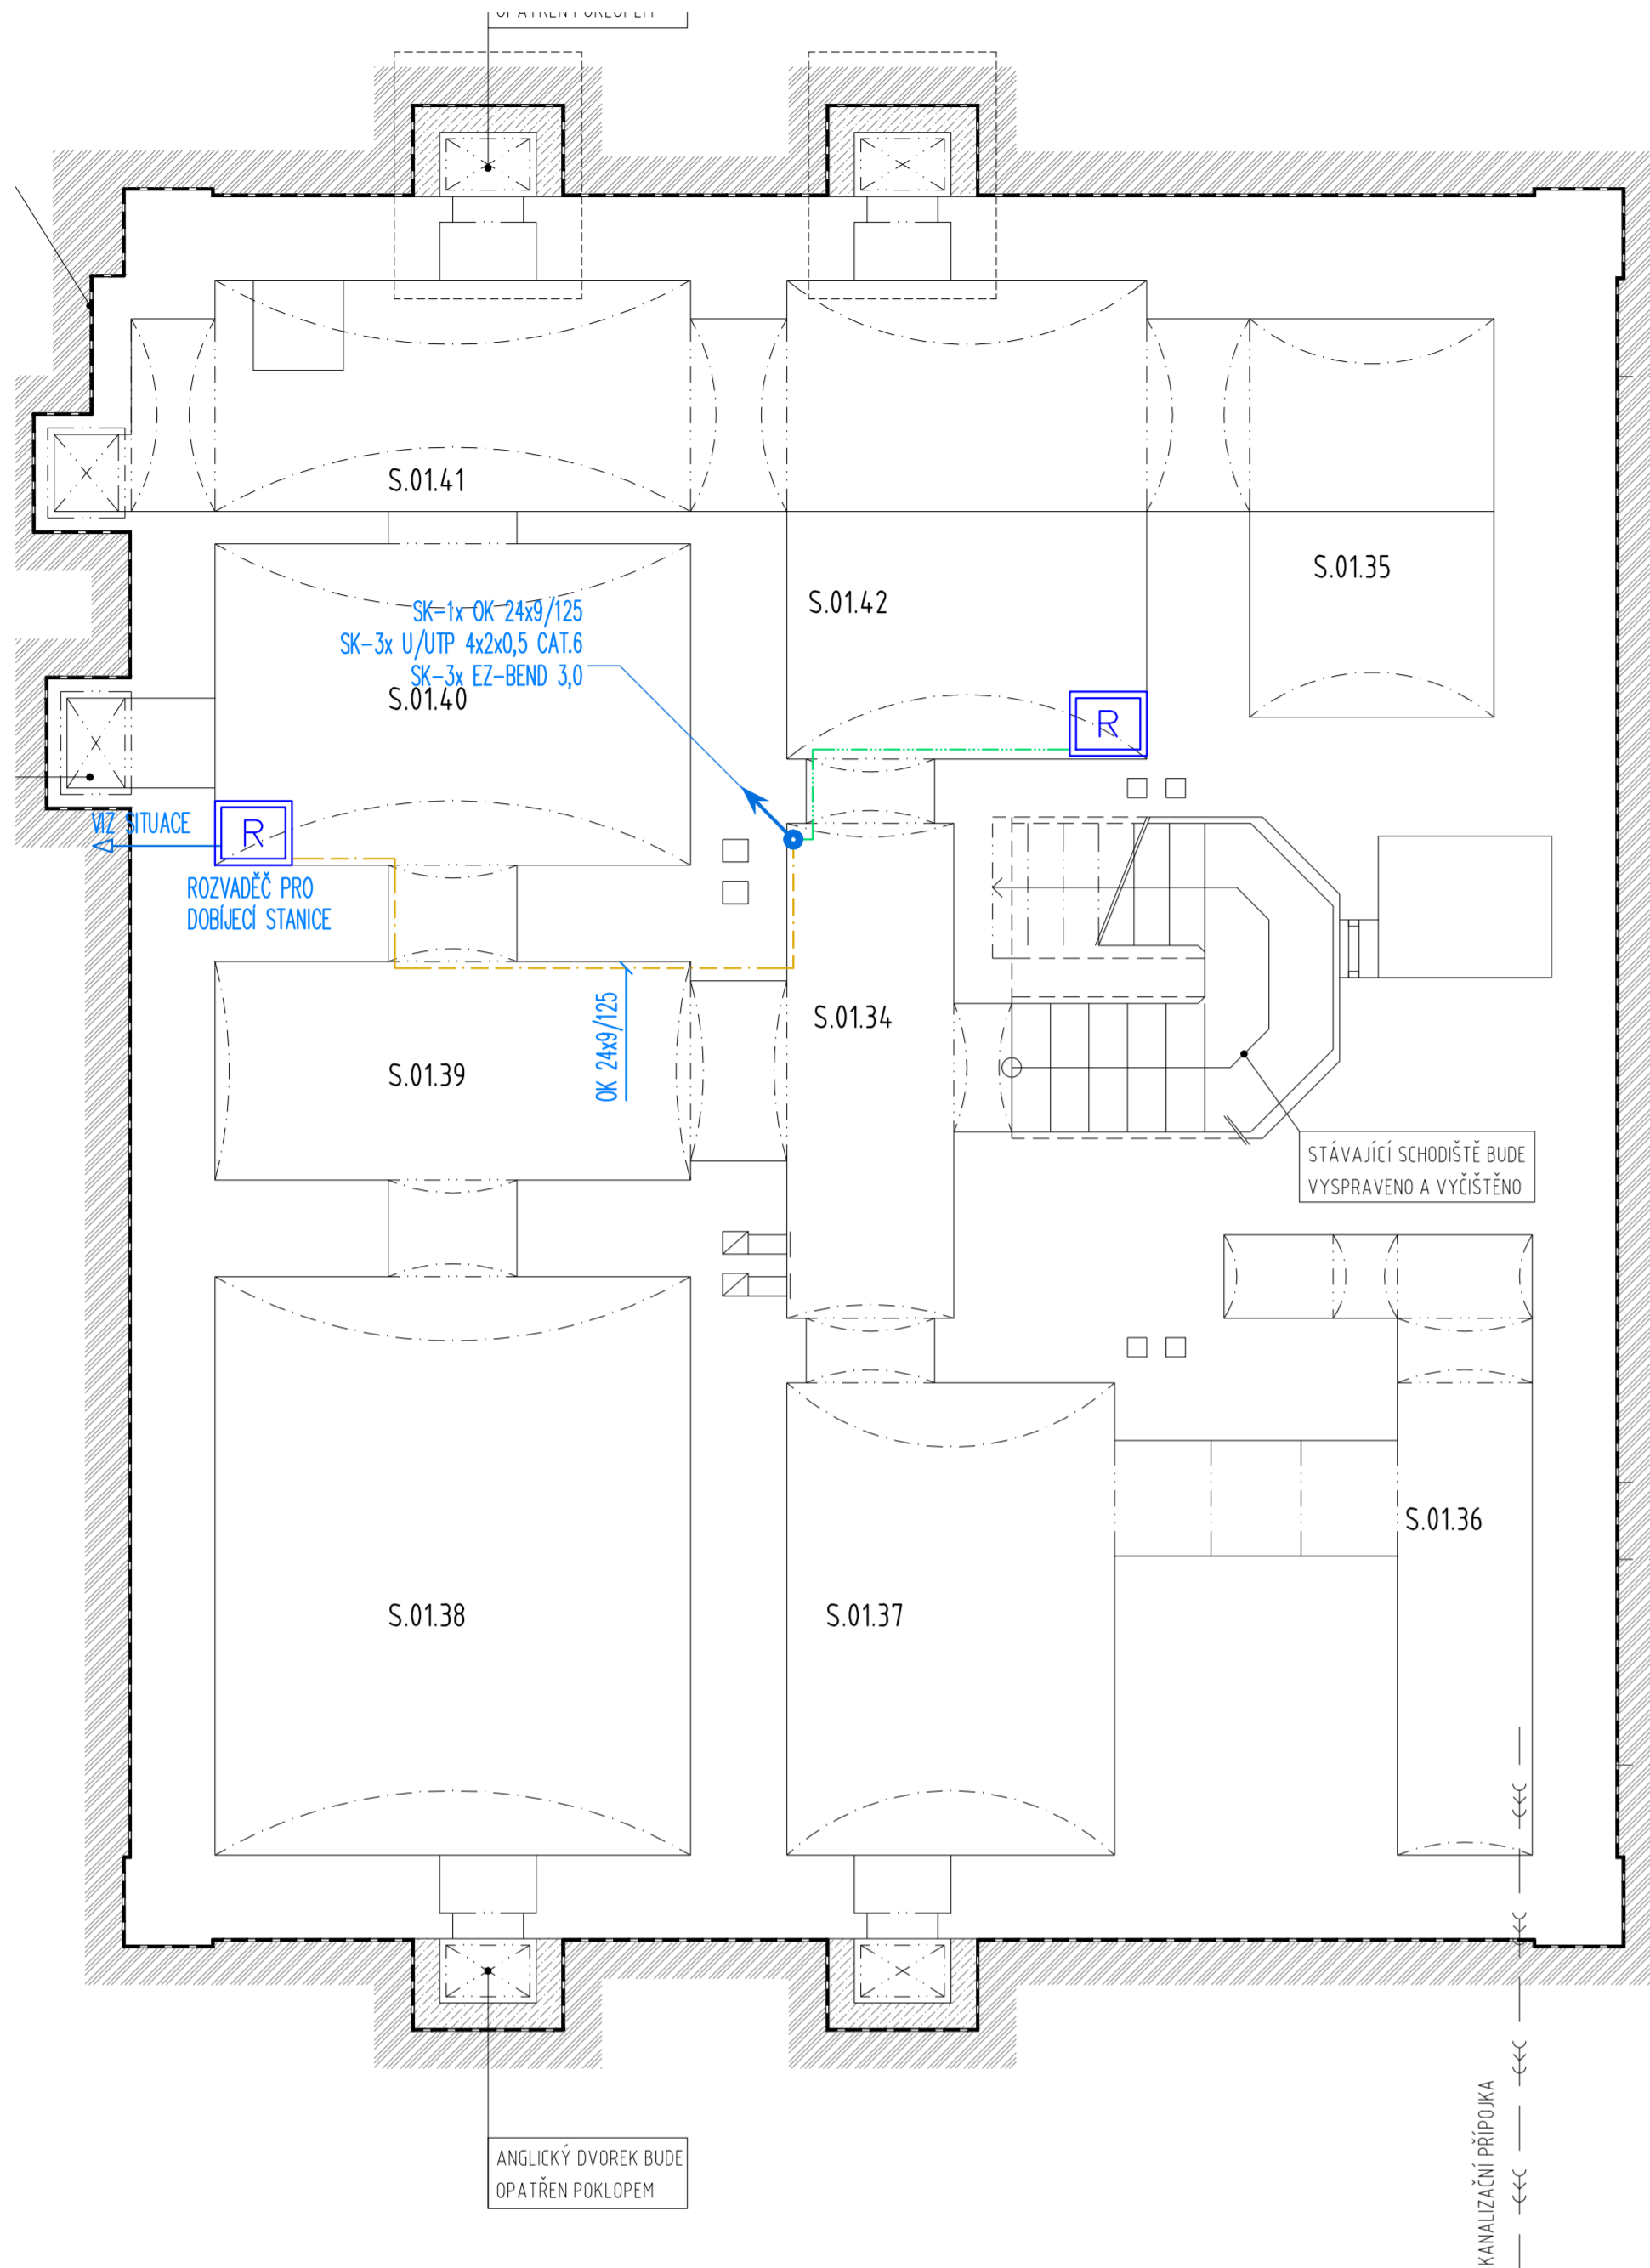 OPATŘEN POKLOPEM
S.01.41
S.01.35
S.01.42
SK-1x OK 24x9/125
SK-3x U/UTP 4x2x0,5 CAT.6
SK-3x EZ-BEND 3,0
S.01.40
R
VIZ SITUACE
R
ROZVADĚČ PRO
DOBÍJECÍ STANICE
S.01.34
OK 24x9/125
S.01.39
STÁVAJÍCÍ SCHODIŠTĚ BUDE
VYSPRAVENO A VYČIŠTĚNO
S.01.36
S.01.38
S.01.37
ANGLICKÝ DVOREK BUDE
OPATŘEN POKLOPEM
KANALIZAČNÍ PŘÍPOJKA